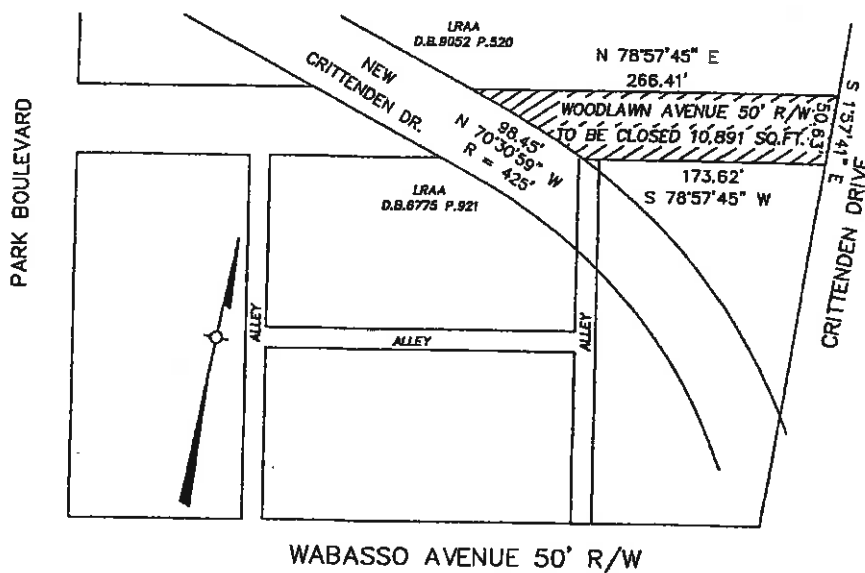 LRAA
D.B.9052 P.520
N 78°57'45" E
266.41'
NEW
CRITTENDEN DR.
98.45'
N 70°30'59" W
R = 425'
WOODLAWN AVENUE 50' R/W
TO BE CLOSED 10,891 SQ.FT.
S 1°57'41" E
50.63'
173.62'
S 78°57'45" W
PARK BOULEVARD
LRAA
D.B.6775 P.921
CRITTENDEN DRIVE
ALLEY
ALLEY
ALLEY
WABASSO AVENUE 50' R/W